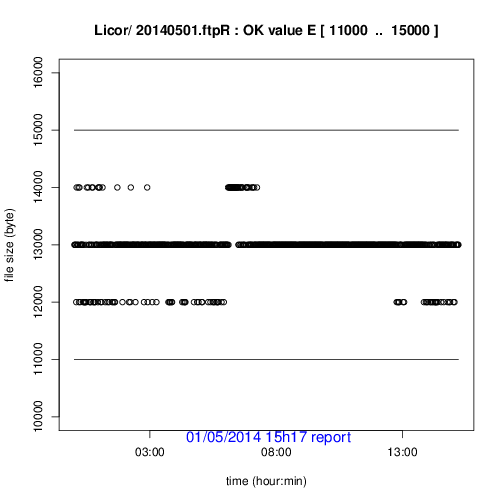 Licor/ 20140501.ftpR : OK value E [ 11000 .. 15000 ]
file size (byte)
16000
15000
14000
13000
12000
11000
10000
01/05/2014 15h17 report
03:00 08:00 13:00
time (hour:min)